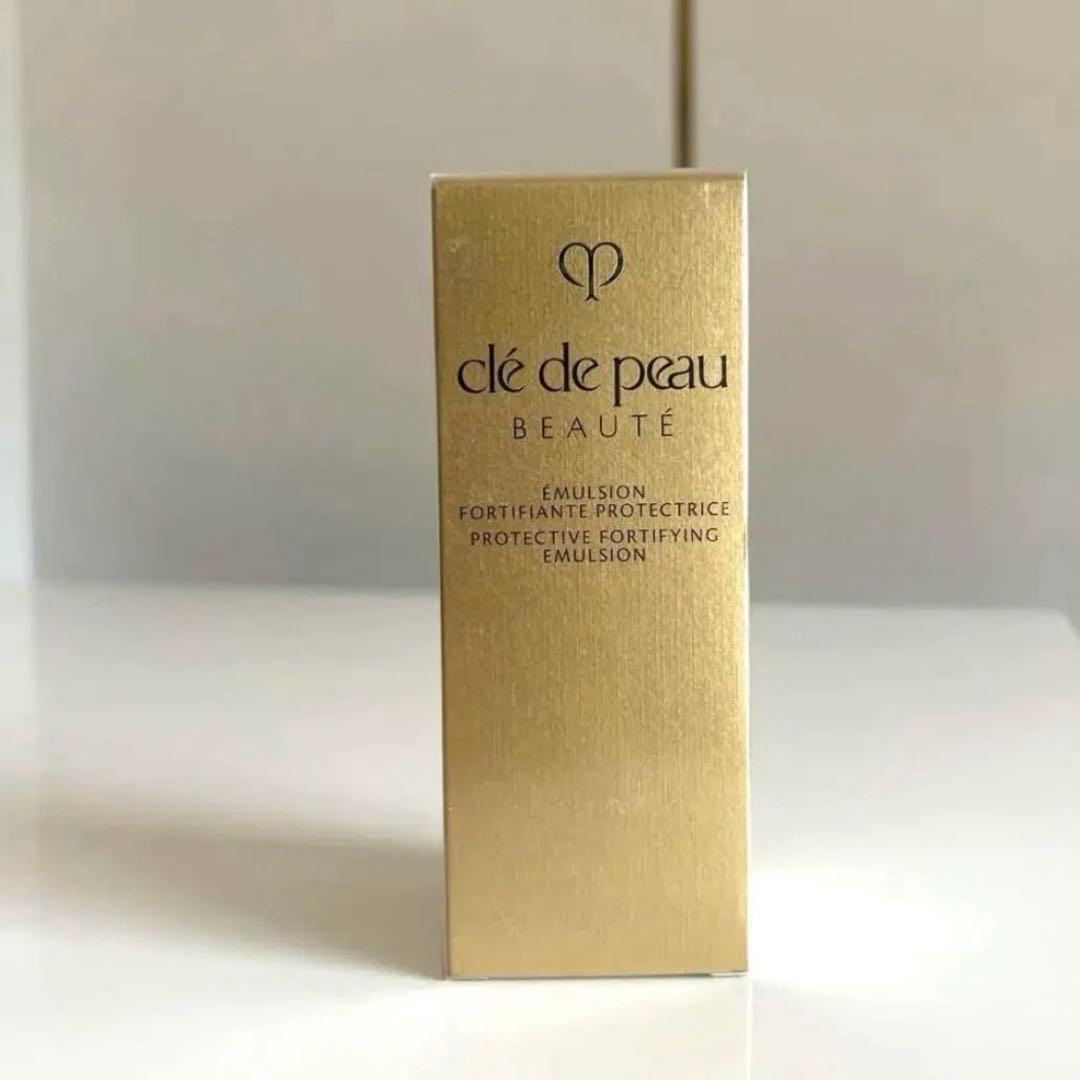 clé de peau
BEAUTÉ
ÉMULSION
FORTIFIANTE PROTECTRICE
PROTECTIVE FORTIFYING
EMULSION